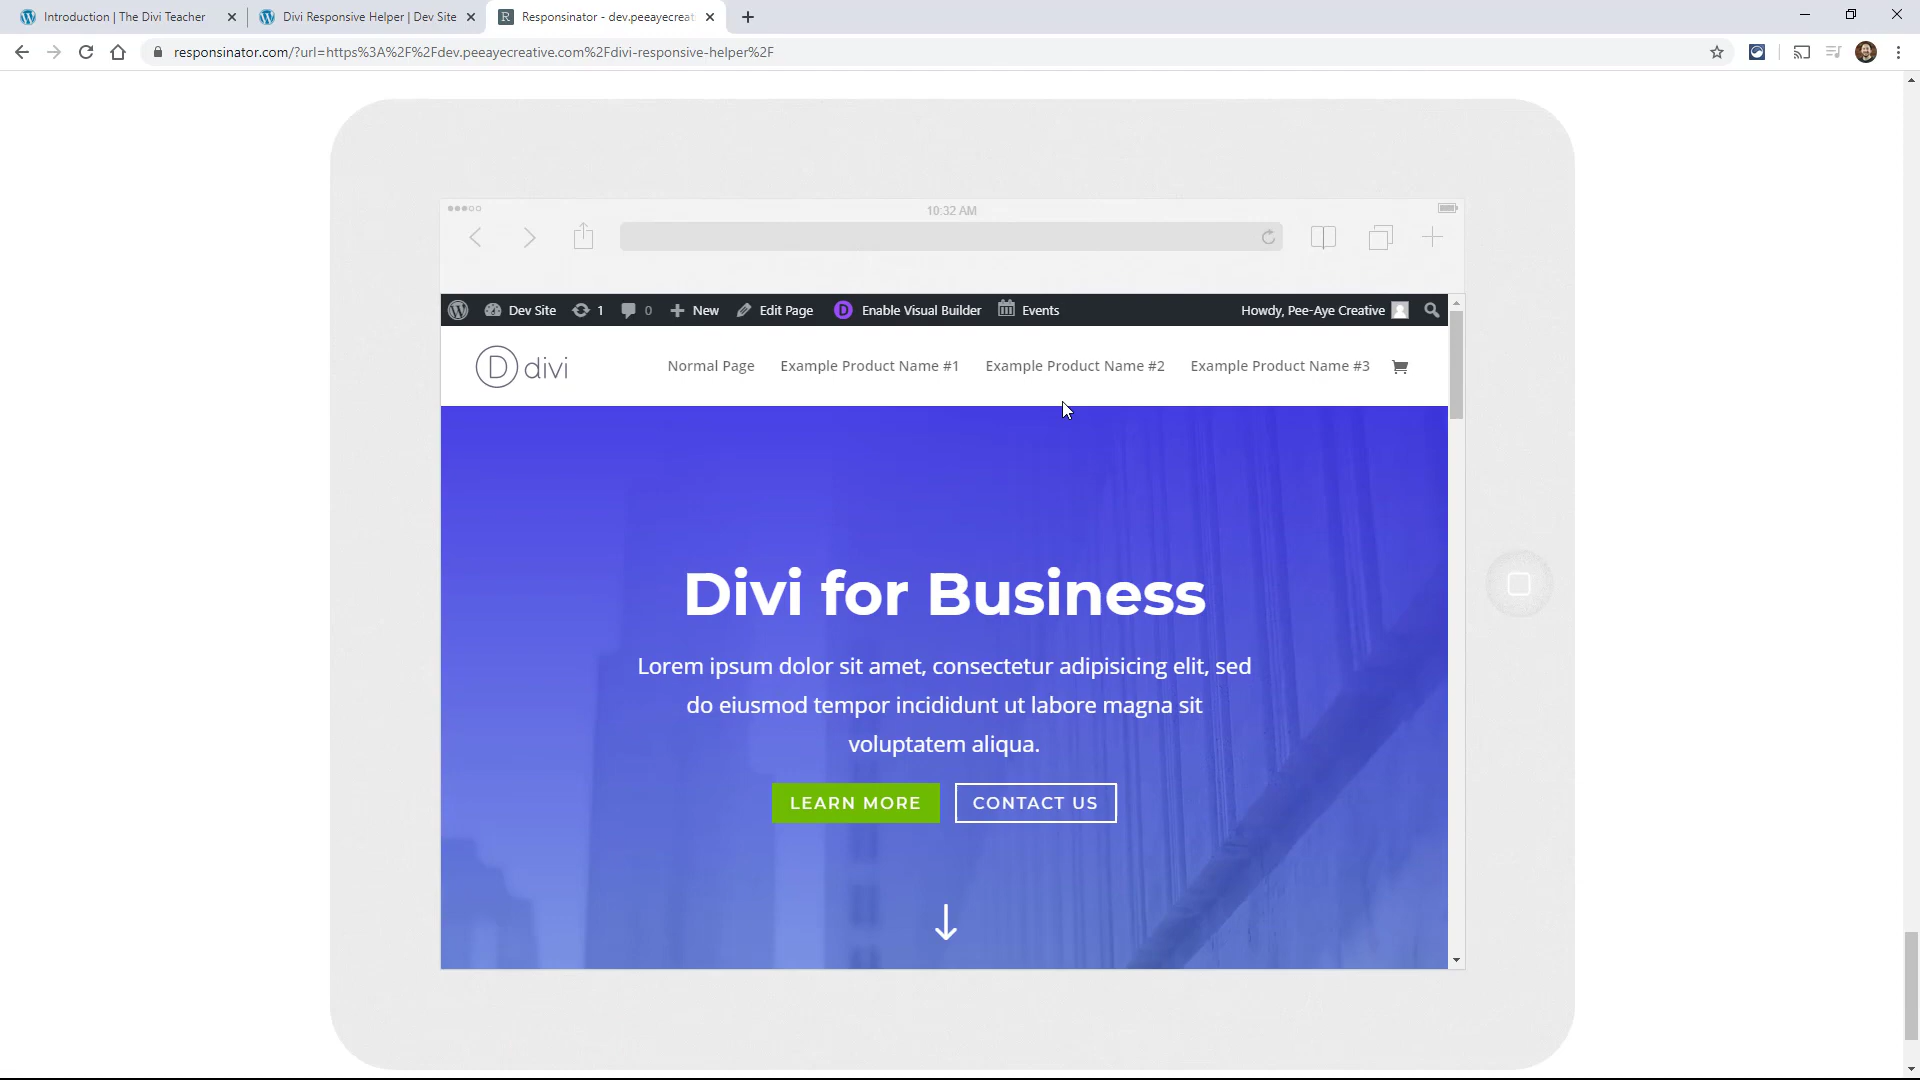 Introduction | The Divi Teacher
Divi Responsive Helper | Dev Site
Responsinator - dev.peeayecreat
responsinator.com/?url=https%3A%2F%2Fdev.peeayecreative.com%2Fdivi-responsive-helper%2F
10:32 AM
Dev Site 1 0 New Edit Page Enable Visual Builder Events Howdy, Pee-Aye Creative
divi Normal Page Example Product Name #1 Example Product Name #2 Example Product Name #3
Divi for Business
Lorem ipsum dolor sit amet, consectetur adipisicing elit, sed
do eiusmod tempor incididunt ut labore magna sit
voluptatem aliqua.
LEARN MORE CONTACT US